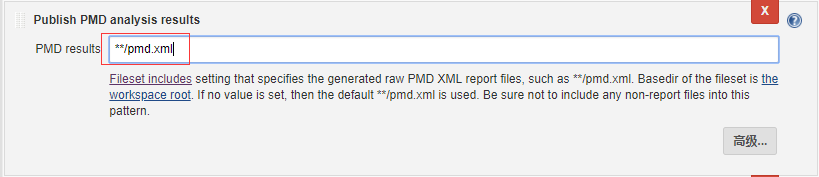 Publish PMD analysis results
X
PMD results
**/pmd.xml
Fileset includes setting that specifies the generated raw PMD XML report files, such as **/pmd.xml. Basedir of the fileset is the
workspace root. If no value is set, then the default **/pmd.xml is used. Be sure not to include any non-report files into this
pattern.
高级...